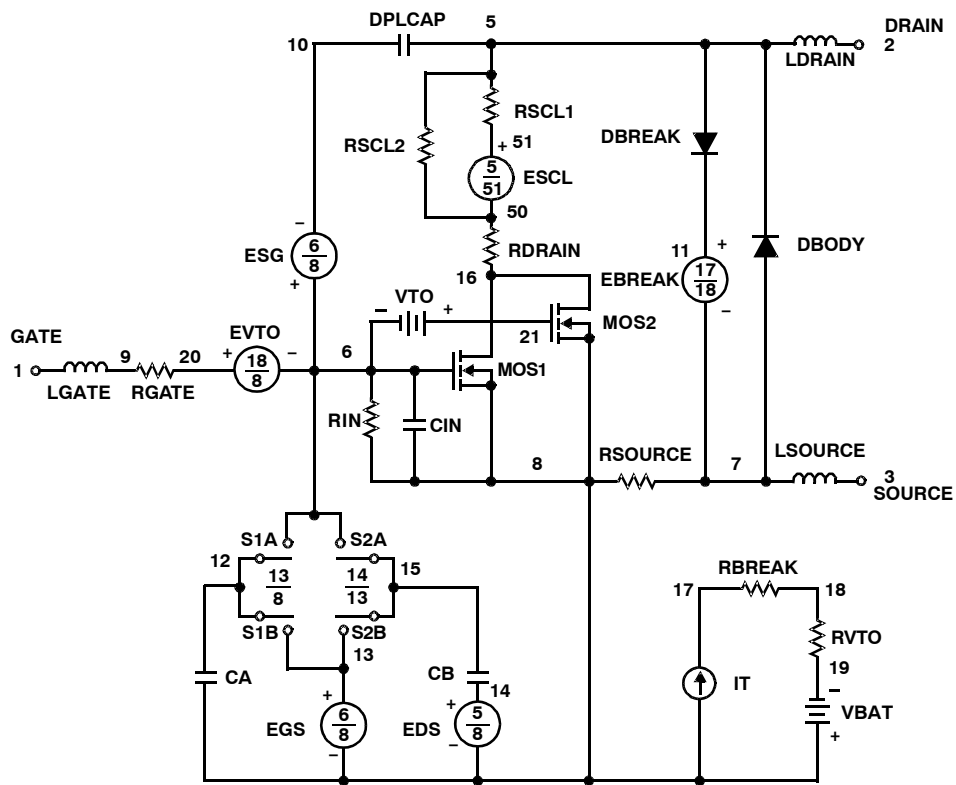 DPLCAP
5
DRAIN
2
10
LDRAIN
RSCL1
RSCL2
+ 51
DBREAK
5
51
ESCL
50
−
6
8
ESG
+
RDRAIN
DBODY
16
11
+
EBREAK
17
18
−
− VTO +
21
MOS2
GATE
1
9
20
EVTO
+
18
8
−
6
MOS1
LGATE
RGATE
RIN
CIN
8
RSOURCE
7
LSOURCE
3
SOURCE
S1A
S2A
12
13
8
14
13
15
S1B
S2B
13
RBREAK
17
18
RVTO
19
CA
CB
14
+
6
8
EGS
−
+
5
8
EDS
−
IT
−
VBAT
+